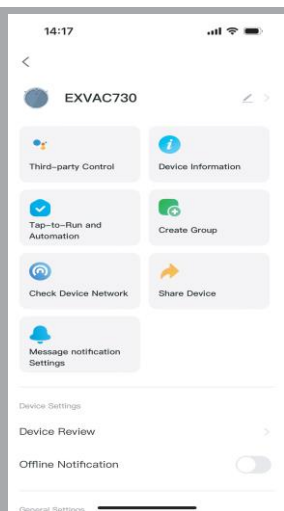 14:17
EXVAC730
Third-party Control
Device Information
Tap-to-Run and
Automation
Create Group
Check Device Network
Share Device
Message notification
Settings
Device Settings
Device Review
Offline Notification
General Settings